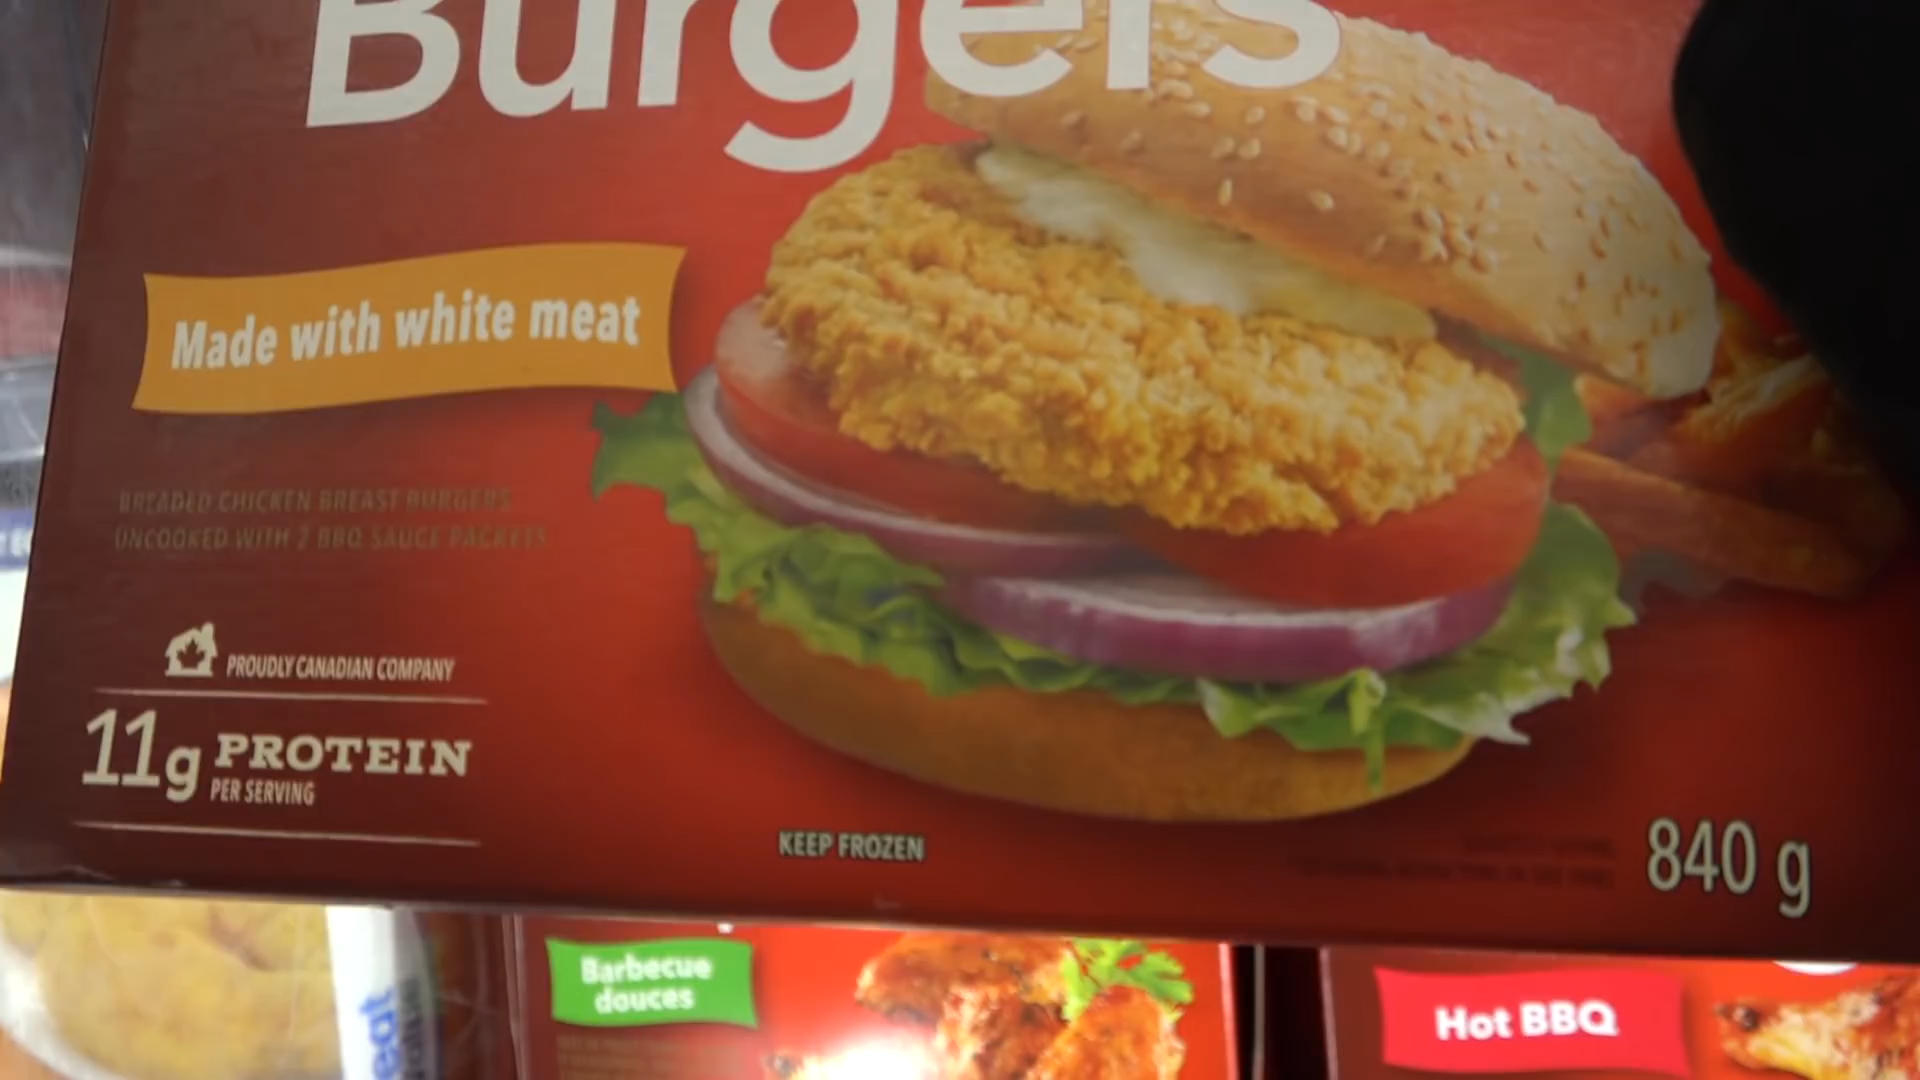 Burgers
Made with white meat
BREADED CHICKEN BREAST BURGERS
UNCOOKED WITH 2 BBQ SAUCE PACKETS
PROUDLY CANADIAN COMPANY
11g PROTEIN
PER SERVING
KEEP FROZEN
840 g
Barbecue
douces
Hot BBQ